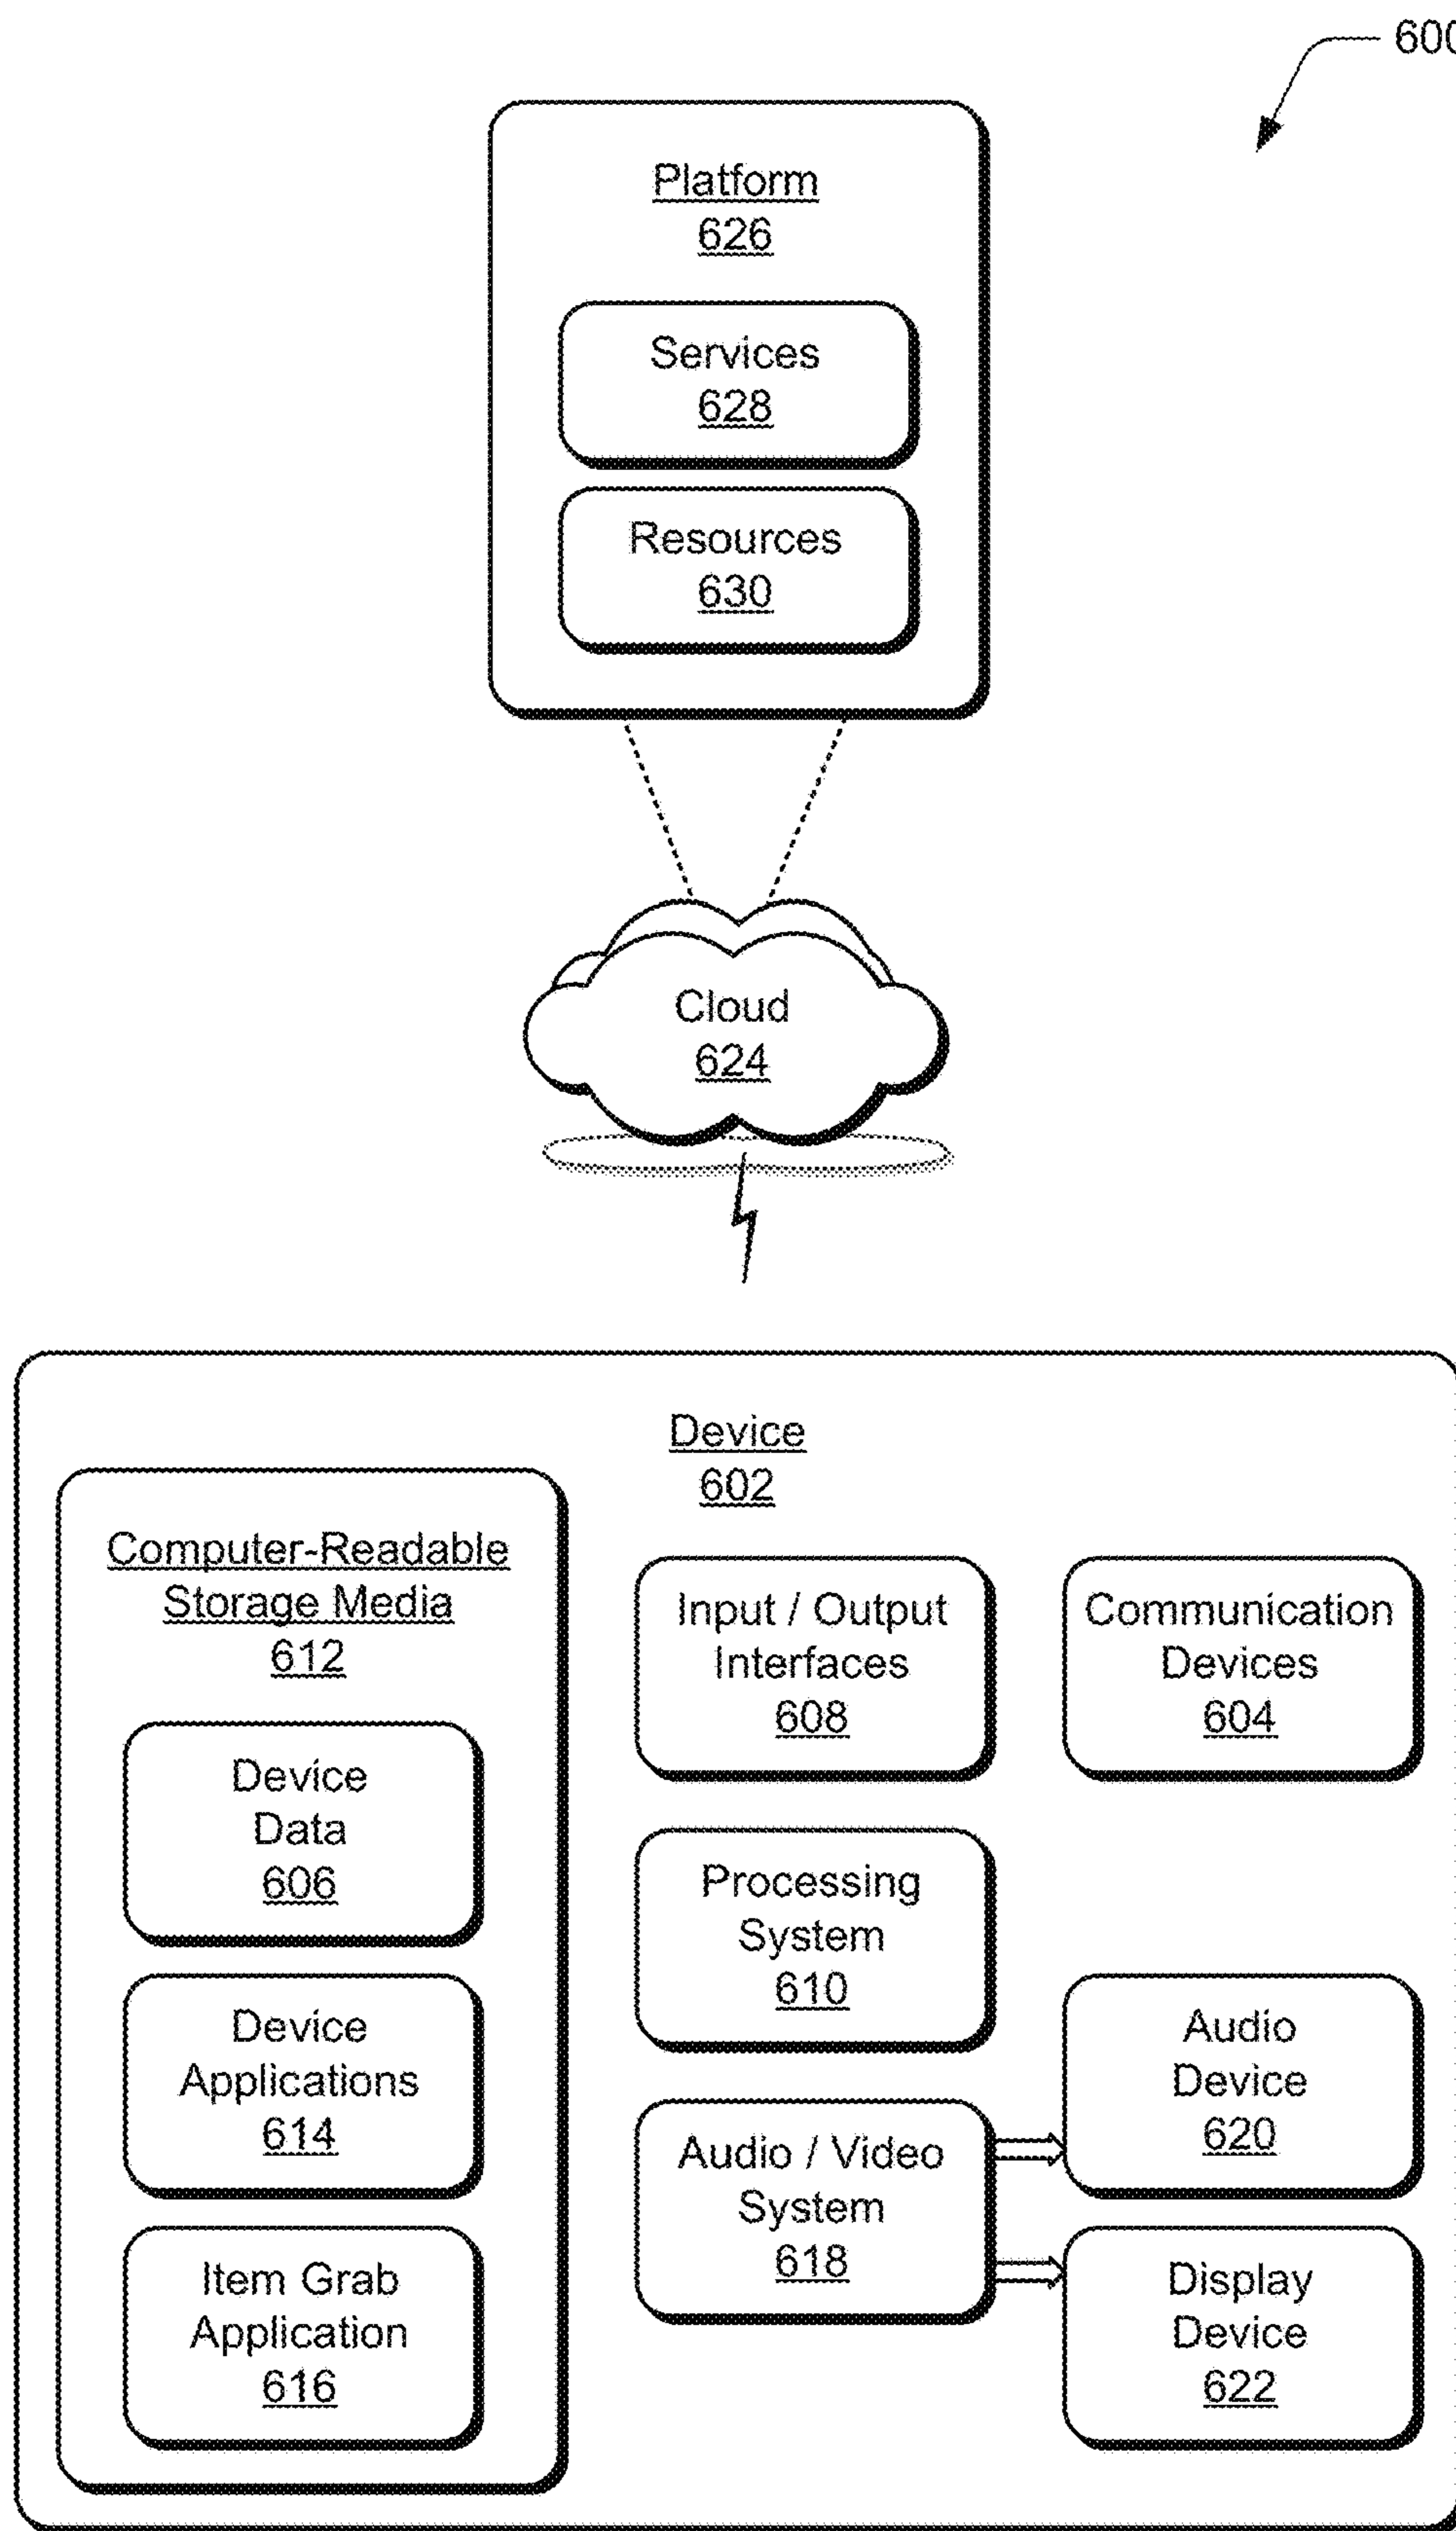 600
Platform
626
Services
628
Resources
630
Cloud
624
Device
602
Computer-Readable
Storage Media
612
Device
Data
606
Device
Applications
614
Item Grab
Application
616
Input / Output
Interfaces
608
Processing
System
610
Audio / Video
System
618
Communication
Devices
604
Audio
Device
620
Display
Device
622